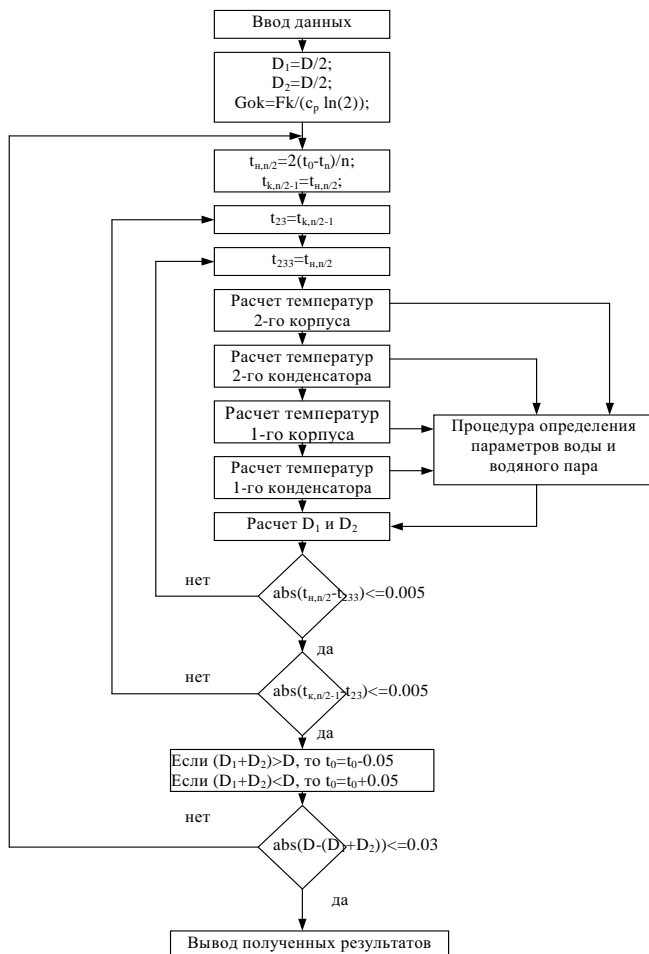 Ввод данных
D₁=D/2;
D₂=D/2;
Gok=Fk/(cₚ ln(2));
tн,n/2=2(t₀-tₙ)/n;
tk,n/2-1=tн,n/2;
t₂₃=tk,n/2-1
t₂₃₃=tн,n/2
Расчет температур
2-го корпуса
Расчет температур
2-го конденсатора
Расчет температур
1-го корпуса
Расчет температур
1-го конденсатора
Процедура определения
параметров воды и
водяного пара
Расчет D₁ и D₂
нет
abs(tн,n/2-t₂₃₃)<=0.005
да
нет
abs(tк,n/2-1-t₂₃)<=0.005
да
Если (D₁+D₂)>D, то t₀=t₀-0.05
Если (D₁+D₂)<D, то t₀=t₀+0.05
нет
abs(D-(D₁+D₂))<=0.03
да
Вывод полученных результатов